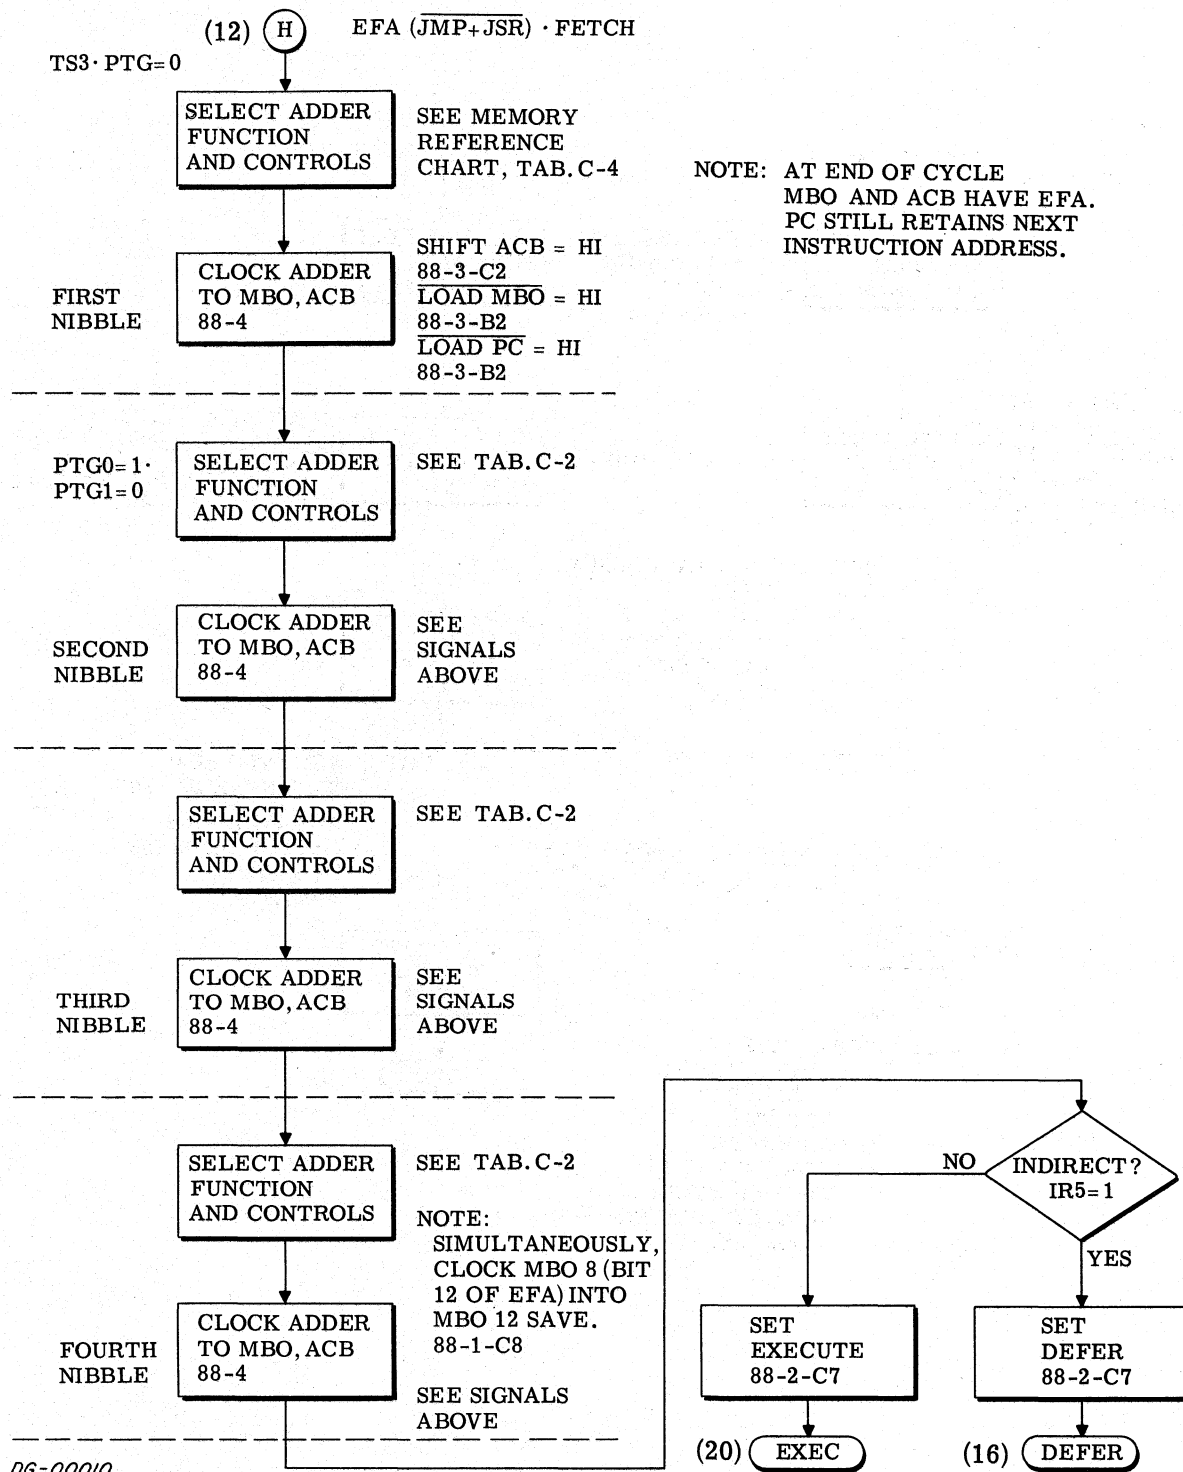 (12) H EFA (JMP+JSR) · FETCH
TS3· PTG=0
SELECT ADDER
FUNCTION
AND CONTROLS
SEE MEMORY
REFERENCE
CHART, TAB. C-4
NOTE: AT END OF CYCLE
MBO AND ACB HAVE EFA.
PC STILL RETAINS NEXT
INSTRUCTION ADDRESS.
FIRST
NIBBLE
CLOCK ADDER
TO MBO, ACB
88-4
SHIFT ACB = HI
88-3-C2
LOAD MBO = HI
88-3-B2
LOAD PC = HI
88-3-B2
PTG0=1·
PTG1=0
SELECT ADDER
FUNCTION
AND CONTROLS
SEE TAB. C-2
SECOND
NIBBLE
CLOCK ADDER
TO MBO, ACB
88-4
SEE
SIGNALS
ABOVE
SELECT ADDER
FUNCTION
AND CONTROLS
SEE TAB. C-2
THIRD
NIBBLE
CLOCK ADDER
TO MBO, ACB
88-4
SEE
SIGNALS
ABOVE
SELECT ADDER
FUNCTION
AND CONTROLS
SEE TAB. C-2
NOTE:
SIMULTANEOUSLY,
CLOCK MBO 8 (BIT
12 OF EFA) INTO
MBO 12 SAVE.
88-1-C8
FOURTH
NIBBLE
CLOCK ADDER
TO MBO, ACB
88-4
SEE SIGNALS
ABOVE
INDIRECT?
IR5=1
NO
YES
SET
EXECUTE
88-2-C7
SET
DEFER
88-2-C7
(20) EXEC
(16) DEFER
DG-00010